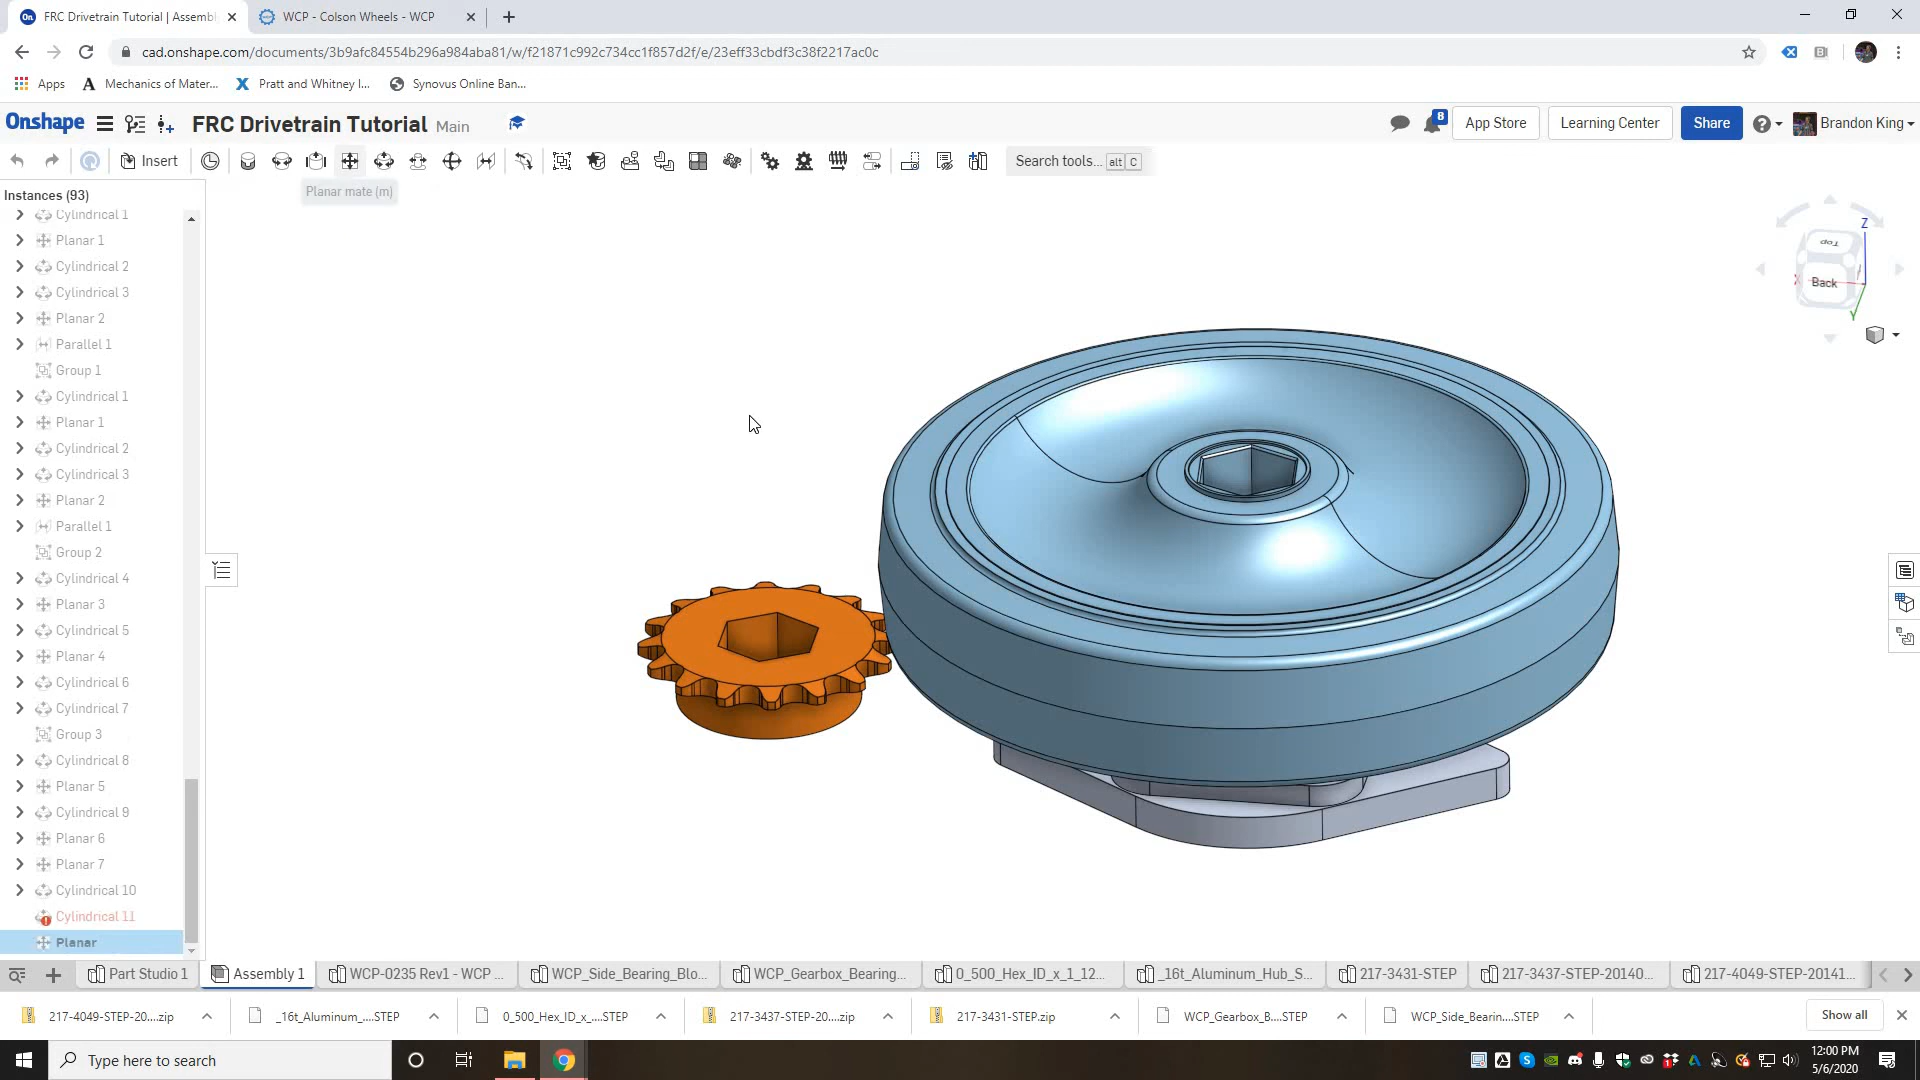 FRC Drivetrain Tutorial | Assembl
WCP - Colson Wheels - WCP
cad.onshape.com/documents/3b9afc84554b296a984aba81/w/f21871c992c734cc1f857d2f/e/23eff33cbdf3c38f2217ac0c
Apps
Mechanics of Mater...
Pratt and Whitney I...
Synovus Online Ban...
Onshape
FRC Drivetrain Tutorial Main
8
App Store
Learning Center
Share
Brandon King
Insert
Search tools... alt C
Planar mate (m)
Instances (93)
Cylindrical 1
Planar 1
Cylindrical 2
Cylindrical 3
Planar 2
Parallel 1
Group 1
Cylindrical 1
Planar 1
Cylindrical 2
Cylindrical 3
Planar 2
Parallel 1
Group 2
Cylindrical 4
Planar 3
Cylindrical 5
Planar 4
Cylindrical 6
Cylindrical 7
Group 3
Cylindrical 8
Planar 5
Cylindrical 9
Planar 6
Planar 7
Cylindrical 10
Cylindrical 11
Planar
Z
Top
X
Back
Y
Part Studio 1
Assembly 1
WCP-0235 Rev1 - WCP ...
WCP_Side_Bearing_Blo...
WCP_Gearbox_Bearing...
0_500_Hex_ID_x_1_12...
_16t_Aluminum_Hub_S...
217-3431-STEP
217-3437-STEP-20140...
217-4049-STEP-20141...
217-4049-STEP-20....zip
_16t_Aluminum_....STEP
0_500_Hex_ID_x_....STEP
217-3437-STEP-20....zip
217-3431-STEP.zip
WCP_Gearbox_B....STEP
WCP_Side_Bearin....STEP
Show all
Type here to search
12:00 PM
5/6/2020